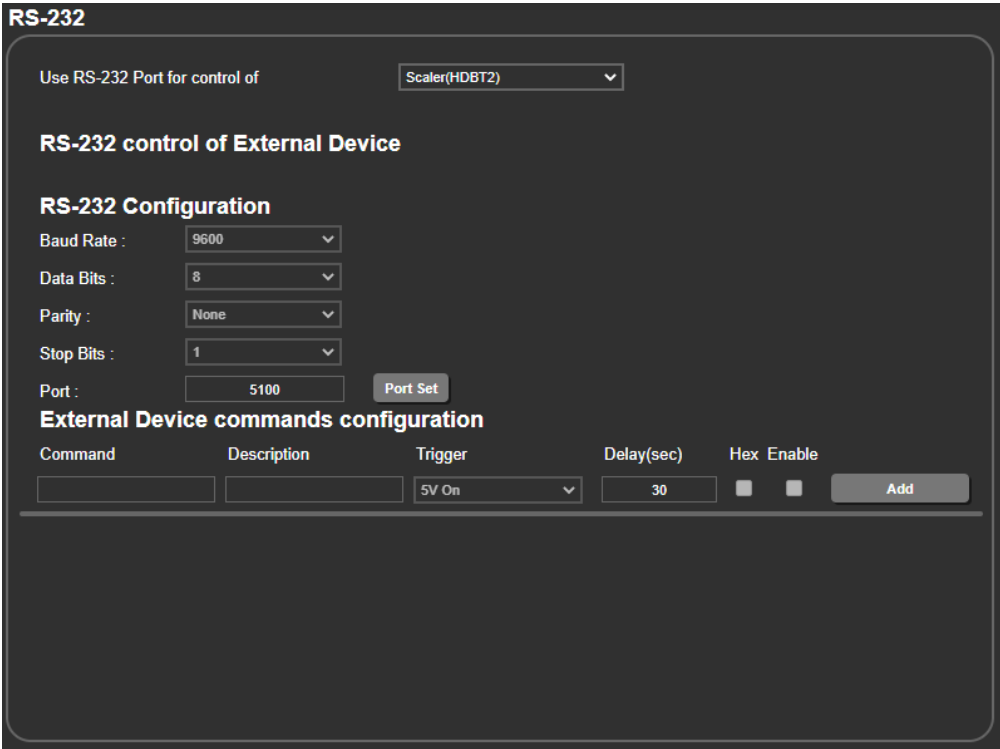 RS-232
Use RS-232 Port for control of Scaler(HDBT2)
RS-232 control of External Device
RS-232 Configuration
Baud Rate : 9600
Data Bits : 8
Parity : None
Stop Bits : 1
Port : 5100 Port Set
External Device commands configuration
Command Description Trigger Delay(sec) Hex Enable
5V On 30 Add